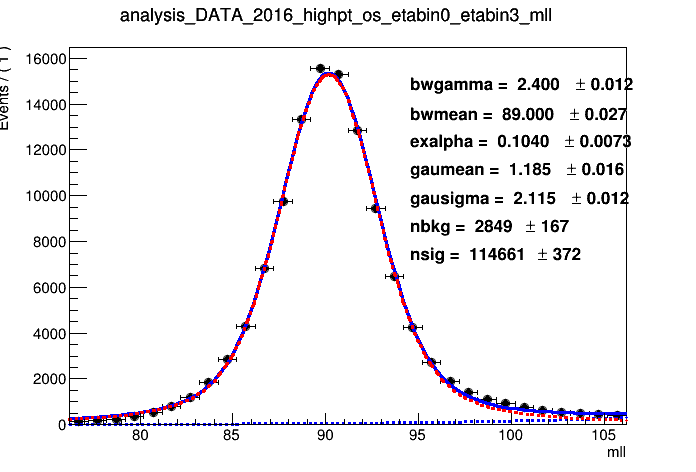 analysis_DATA_2016_highpt_os_etabin0_etabin3_mll
Events / ( 1 )
16000
14000
12000
10000
8000
6000
4000
2000
0
bwgamma = 2.400 ± 0.012
bwmean = 89.000 ± 0.027
exalpha = 0.1040 ± 0.0073
gaumean = 1.185 ± 0.016
gausigma = 2.115 ± 0.012
nbkg = 2849 ± 167
nsig = 114661 ± 372
80 85 90 95 100 105
mll